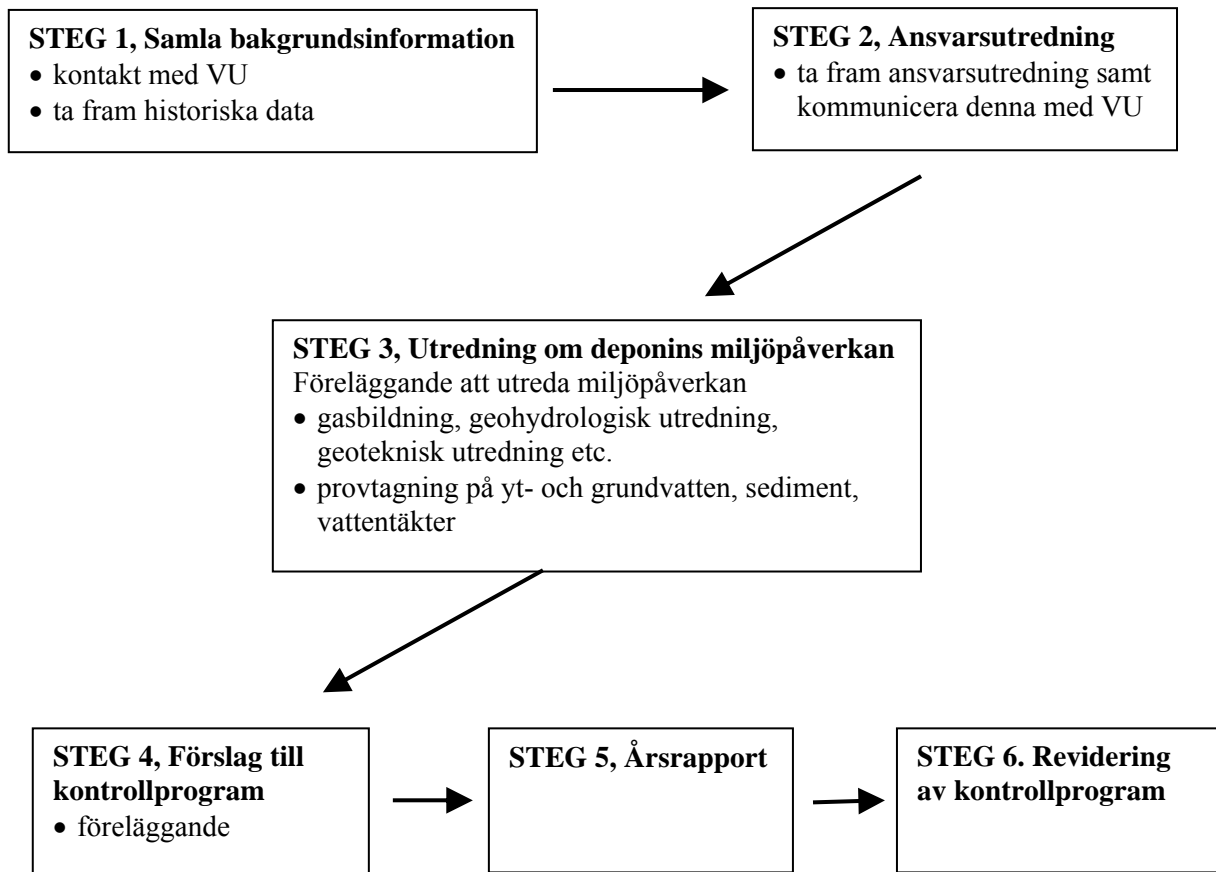 STEG 1, Samla bakgrundsinformation
• kontakt med VU
• ta fram historiska data
STEG 2, Ansvarsutredning
• ta fram ansvarsutredning samt
kommunicera denna med VU
STEG 3, Utredning om deponins miljöpåverkan
Föreläggande att utreda miljöpåverkan
• gasbildning, geohydrologisk utredning,
geoteknisk utredning etc.
• provtagning på yt- och grundvatten, sediment,
vattentäkter
STEG 4, Förslag till
kontrollprogram
• föreläggande
STEG 5, Årsrapport
STEG 6. Revidering
av kontrollprogram